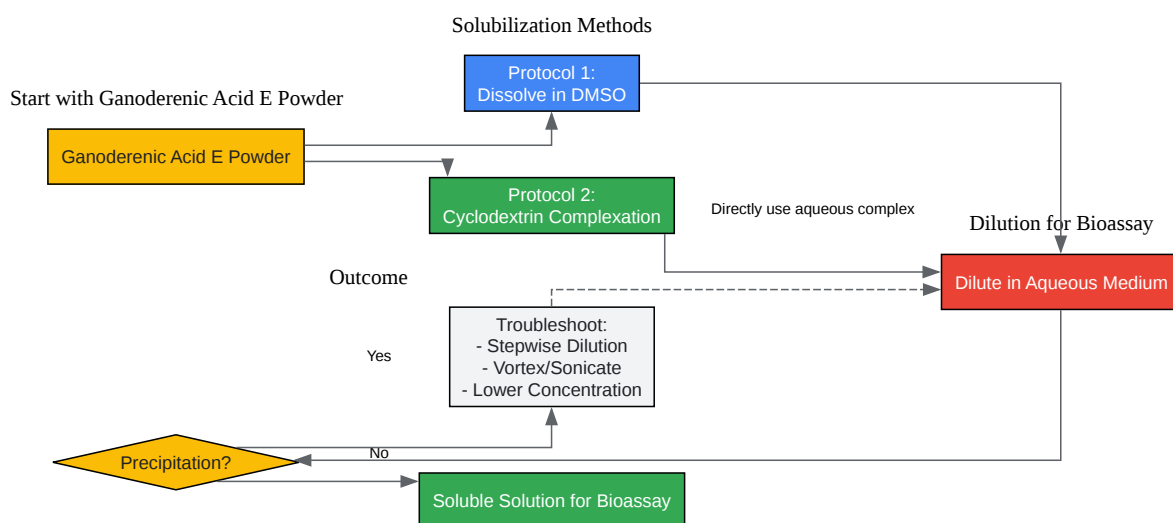 Solubilization Methods
Protocol 1:
Dissolve in DMSO
Start with Ganoderenic Acid E Powder
Ganoderenic Acid E Powder
Protocol 2:
Cyclodextrin Complexation
Directly use aqueous complex
Dilution for Bioassay
Dilute in Aqueous Medium
Outcome
Troubleshoot:
- Stepwise Dilution
- Vortex/Sonicate
- Lower Concentration
Yes
Precipitation?
No
Soluble Solution for Bioassay